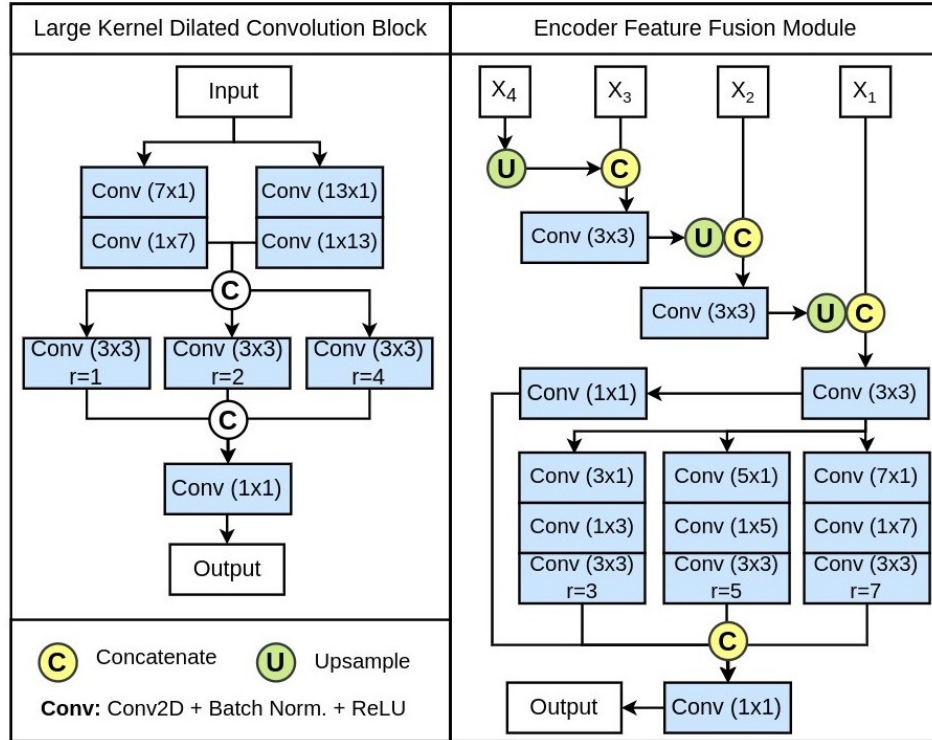 Large Kernel Dilated Convolution Block
Input
Conv (7x1)
Conv (13x1)
Conv (1x7)
Conv (1x13)
C
Conv (3x3)
r=1
Conv (3x3)
r=2
Conv (3x3)
r=4
C
Conv (1x1)
Output
C Concatenate
U Upsample
Conv: Conv2D + Batch Norm. + ReLU
Encoder Feature Fusion Module
X4
X3
X2
X1
U
C
Conv (3x3)
U
C
Conv (3x3)
U
C
Conv (1x1)
Conv (3x3)
Conv (3x1)
Conv (5x1)
Conv (7x1)
Conv (1x3)
Conv (1x5)
Conv (1x7)
Conv (3x3)
r=3
Conv (3x3)
r=5
Conv (3x3)
r=7
C
Output
Conv (1x1)